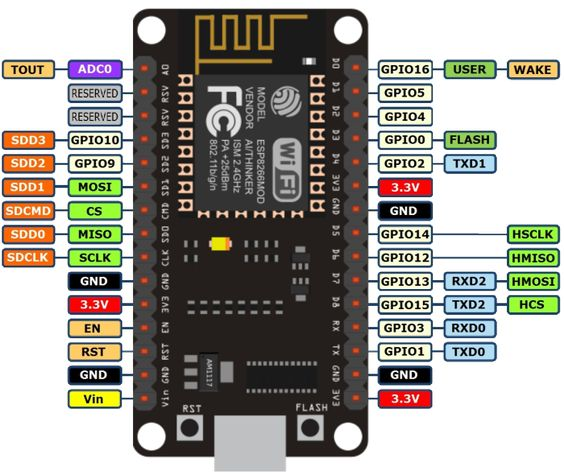 TOUT ADC0 A0 D0 GPIO16 USER WAKE
RESERVED RSV D1 GPIO5
RESERVED RSV D2 GPIO4
SDD3 GPIO10 SD3 D3 GPIO0 FLASH
SDD2 GPIO9 SD2 D4 GPIO2 TXD1
SDD1 MOSI SD1 3V3 3.3V
SDCMD CS CMD GND GND
SDD0 MISO SD0 D5 GPIO14 HSCLK
SDCLK SCLK CLK D6 GPIO12 HMISO
GND GND D7 GPIO13 RXD2 HMOSI
3.3V 3V3 D8 GPIO15 TXD2 HCS
EN EN RX GPIO3 RXD0
RST RST TX GPIO1 TXD0
GND GND GND GND
Vin Vin 3V3 3.3V
MODEL ESP8266MOD
VENDOR AI/THINKER
ISM 2.4GHz
PA +25dBm
802.11b/g/n
FC
Wi Fi
AM1117
RST FLASH